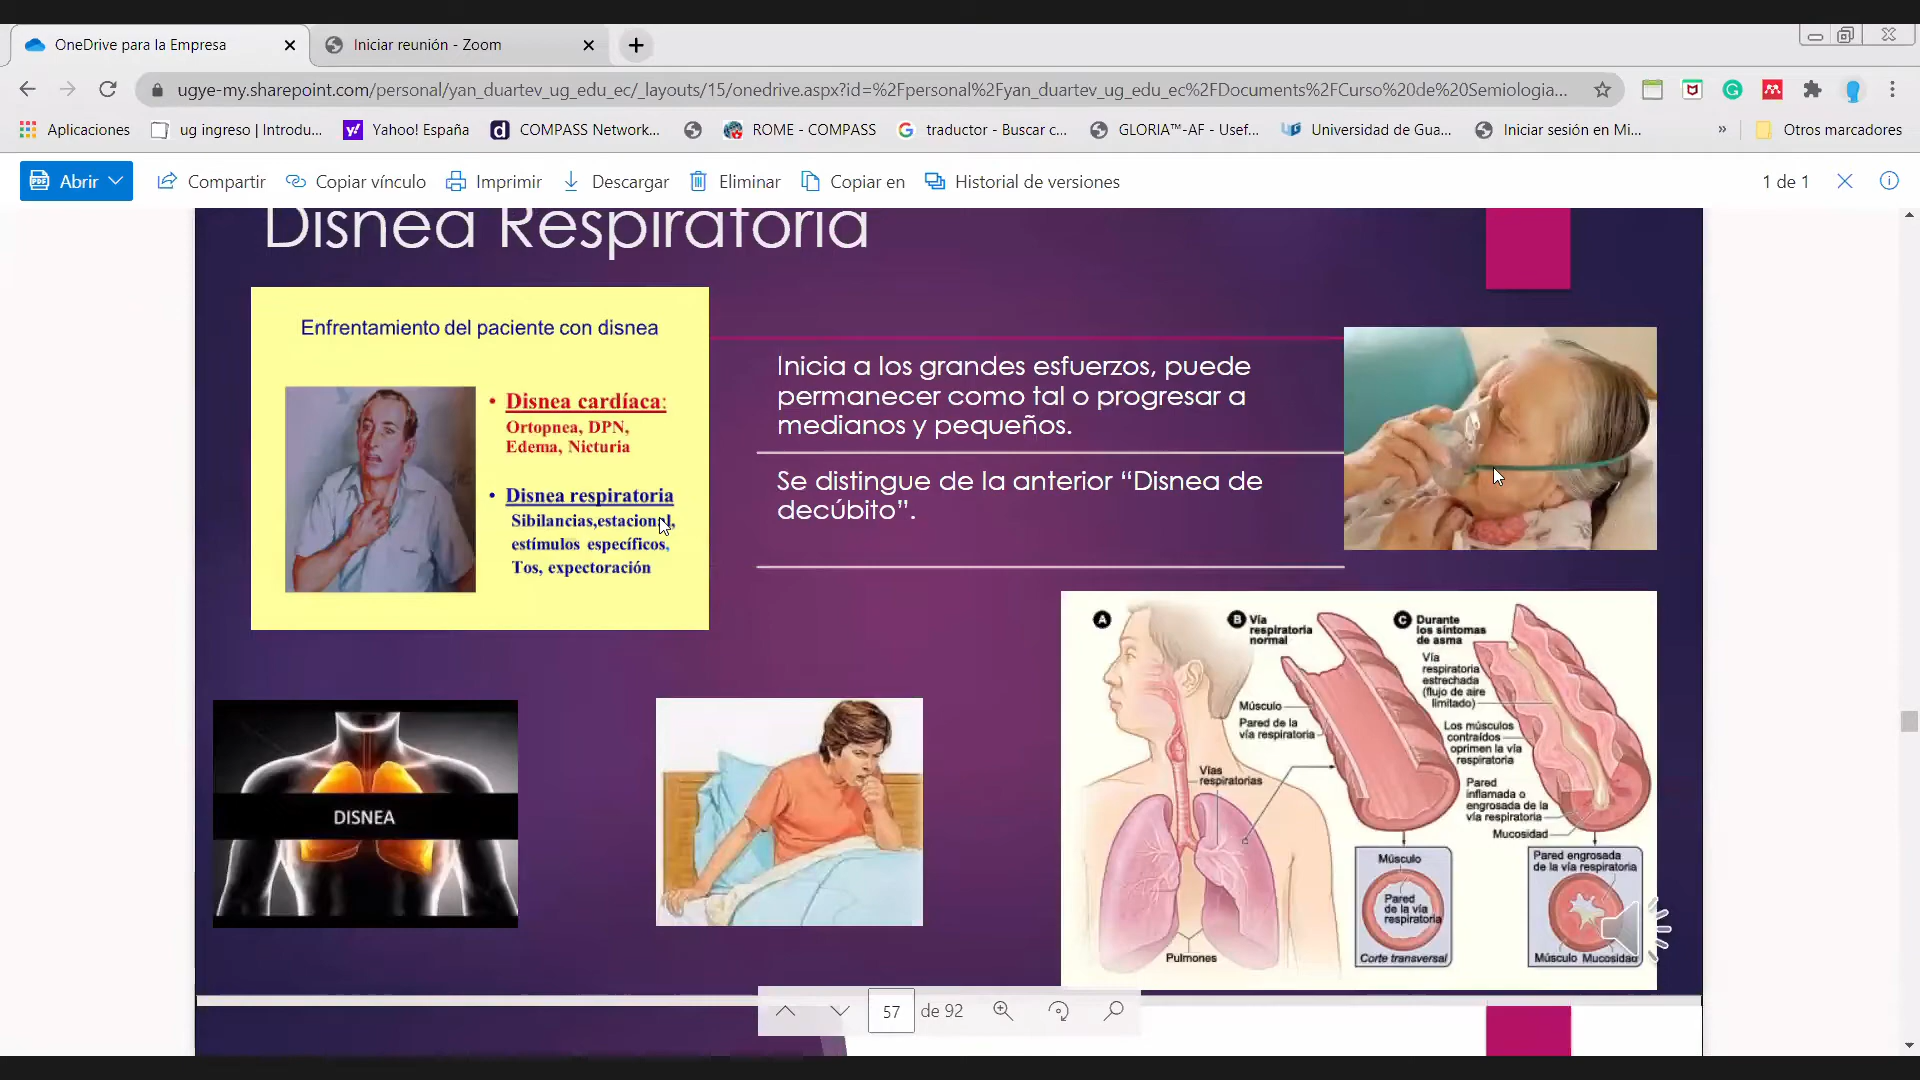 OneDrive para la Empresa
Iniciar reunión - Zoom
ugye-my.sharepoint.com/personal/yan_duartev_ug_edu_ec/_layouts/15/onedrive.aspx?id=%2Fpersonal%2Fyan_duartev_ug_edu_ec%2FDocuments%2FCurso%20de%20Semiologia...
Aplicaciones
ug ingreso | Introdu...
Yahoo! España
COMPASS Network...
ROME - COMPASS
traductor - Buscar c...
GLORIA™-AF - Usef...
Universidad de Gua...
Iniciar sesión en Mi...
»
Otros marcadores
Abrir
Compartir
Copiar vínculo
Imprimir
Descargar
Eliminar
Copiar en
Historial de versiones
1 de 1
Disnea Respiratoria
Enfrentamiento del paciente con disnea
• Disnea cardíaca:
Ortopnea, DPN,
Edema, Nicturia
• Disnea respiratoria
Sibilancias,estacional,
estímulos específicos,
Tos, expectoración
Inicia a los grandes esfuerzos, puede
permanecer como tal o progresar a
medianos y pequeños.
Se distingue de la anterior “Disnea de
decúbito”.
DISNEA
A
Vías
respiratorias
Pulmones
B Vía
respiratoria
normal
Músculo
Pared de la
vía respiratoria
Músculo
Pared
de la vía
respiratoria
Corte transversal
C Durante
los síntomas
de asma
Vía
respiratoria
estrechada
(flujo de aire
limitado)
Los músculos
contraídos
oprimen la vía
respiratoria
Pared
inflamada o
engrosada de la
vía respiratoria
Mucosidad
Pared engrosada
de la vía respiratoria
Músculo Mucosidad
57 de 92